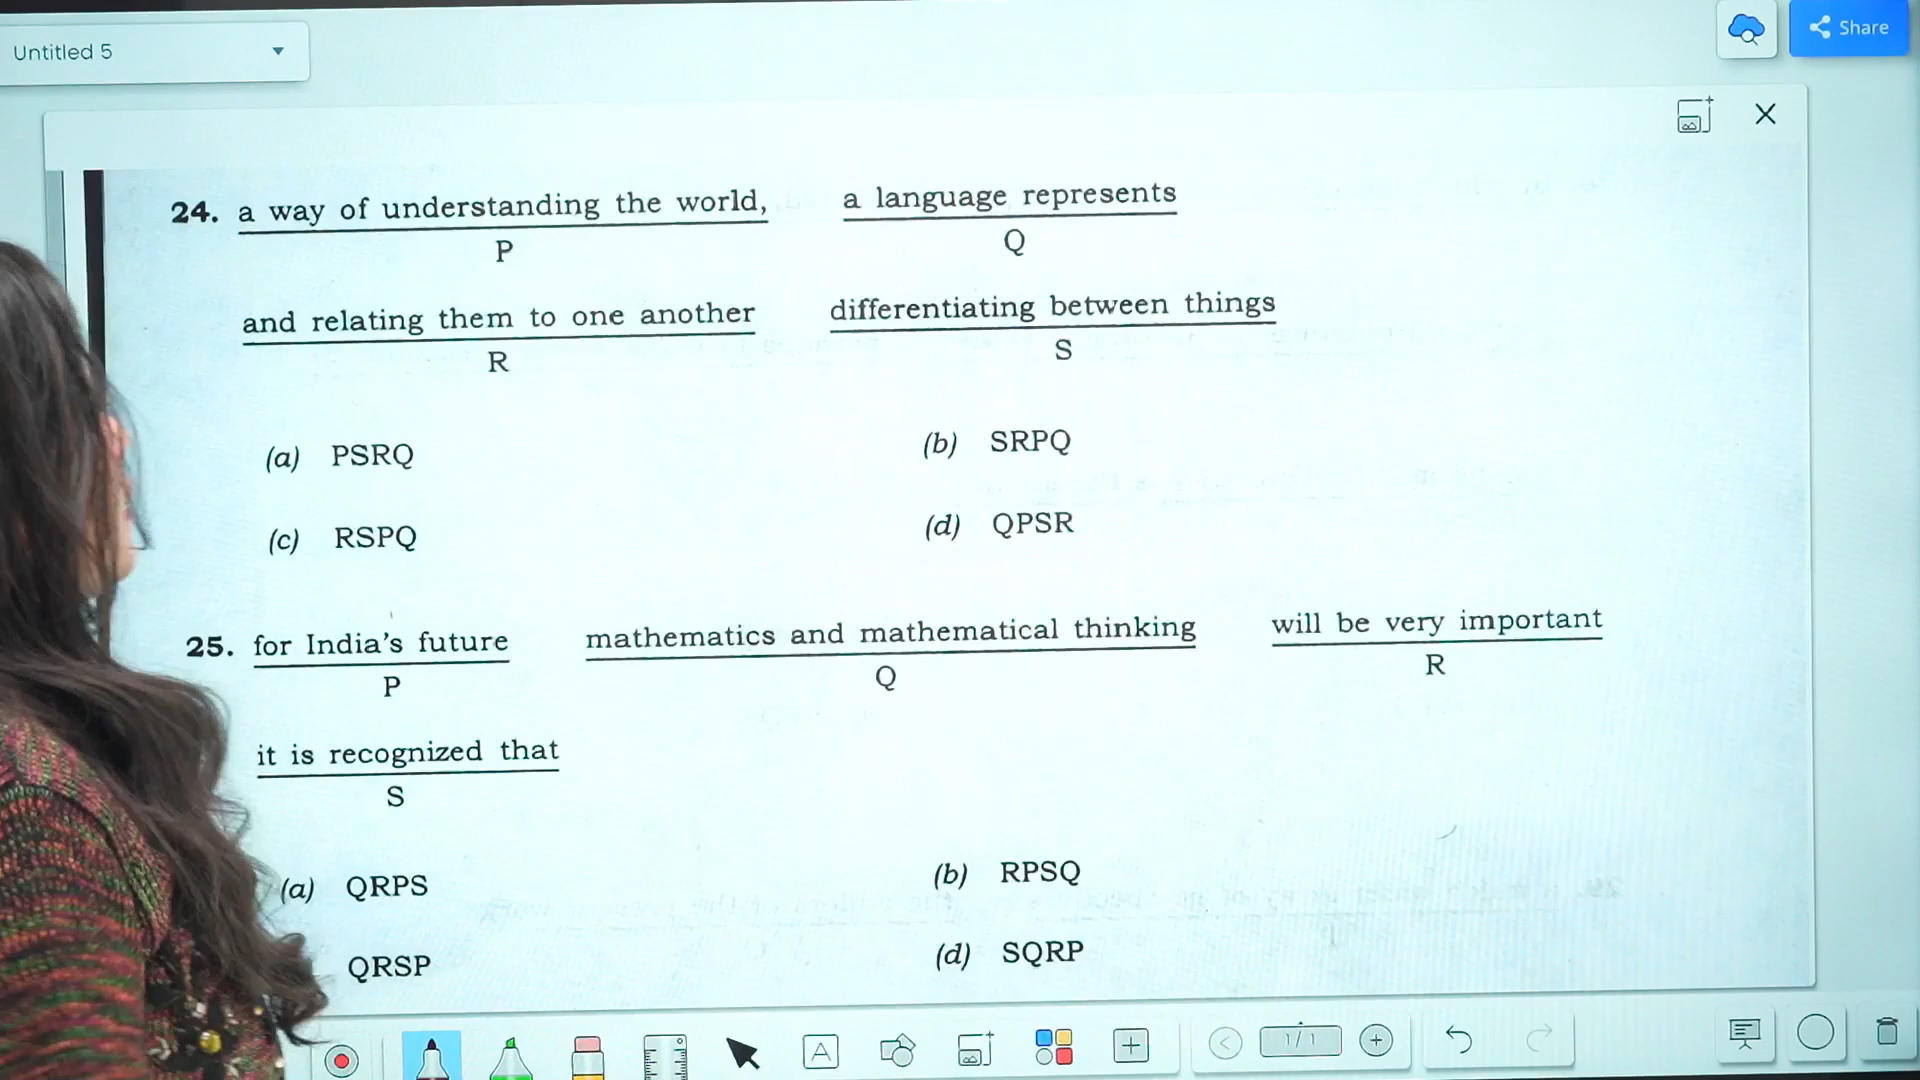 Untitled 5
Share
24. a way of understanding the world, a language represents
P Q
and relating them to one another differentiating between things
R S
(a) PSRQ (b) SRPQ
(c) RSPQ (d) QPSR
25. for India's future mathematics and mathematical thinking will be very important
P Q R
it is recognized that
S
(a) QRPS (b) RPSQ
QRSP (d) SQRP
A
1/1